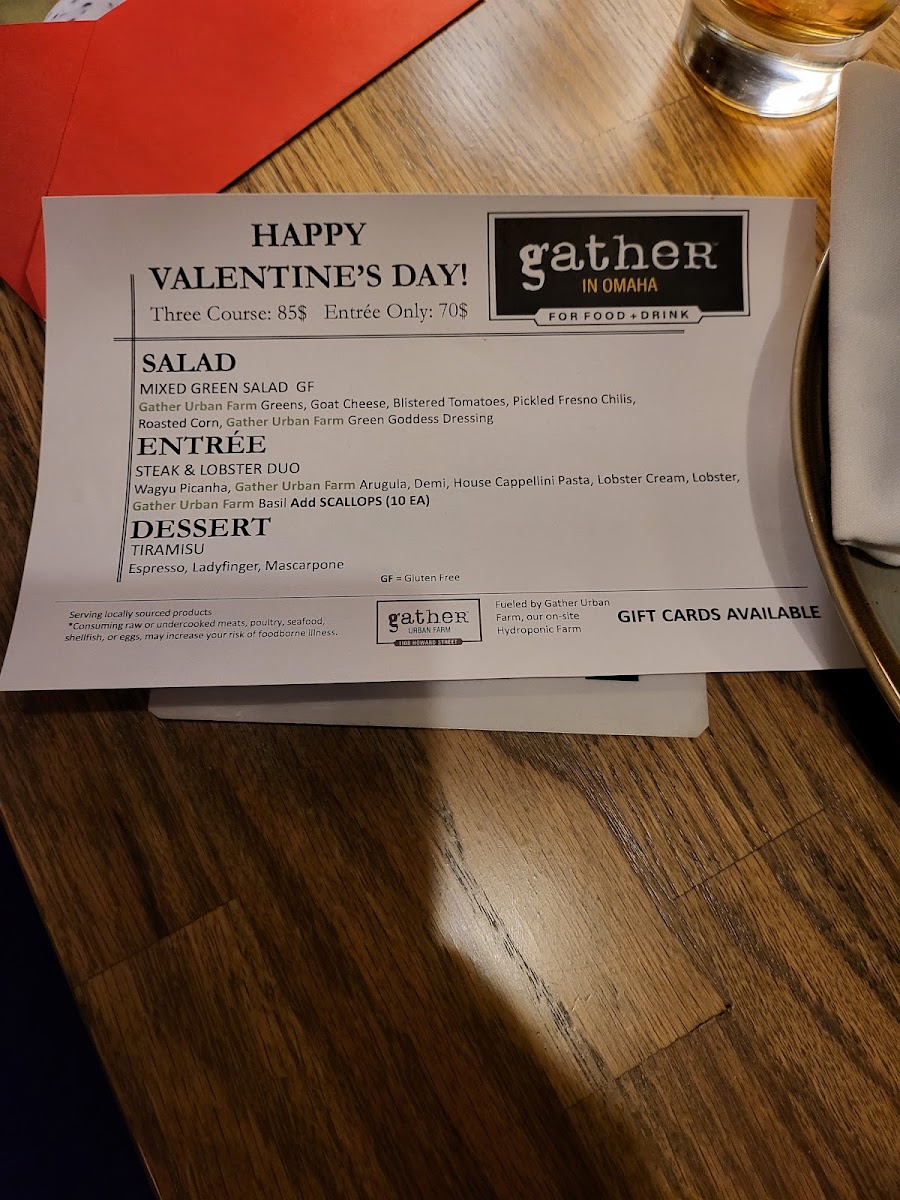 HAPPY
VALENTINE'S DAY!
Three Course: 85$ Entrée Only: 70$
gather
IN OMAHA
FOR FOOD + DRINK
SALAD
MIXED GREEN SALAD GF
Gather Urban Farm Greens, Goat Cheese, Blistered Tomatoes, Pickled Fresno Chilis,
Roasted Corn, Gather Urban Farm Green Goddess Dressing
ENTRÉE
STEAK & LOBSTER DUO
Wagyu Picanha, Gather Urban Farm Arugula, Demi, House Cappellini Pasta, Lobster Cream, Lobster,
Gather Urban Farm Basil Add SCALLOPS (10 EA)
DESSERT
TIRAMISU
Espresso, Ladyfinger, Mascarpone
GF = Gluten Free
Serving locally sourced products
*Consuming raw or undercooked meats, poultry, seafood,
shellfish, or eggs, may increase your risk of foodborne illness.
gather
URBAN FARM
1108 HOWARD STREET
Fueled by Gather Urban
Farm, our on-site
Hydroponic Farm
GIFT CARDS AVAILABLE